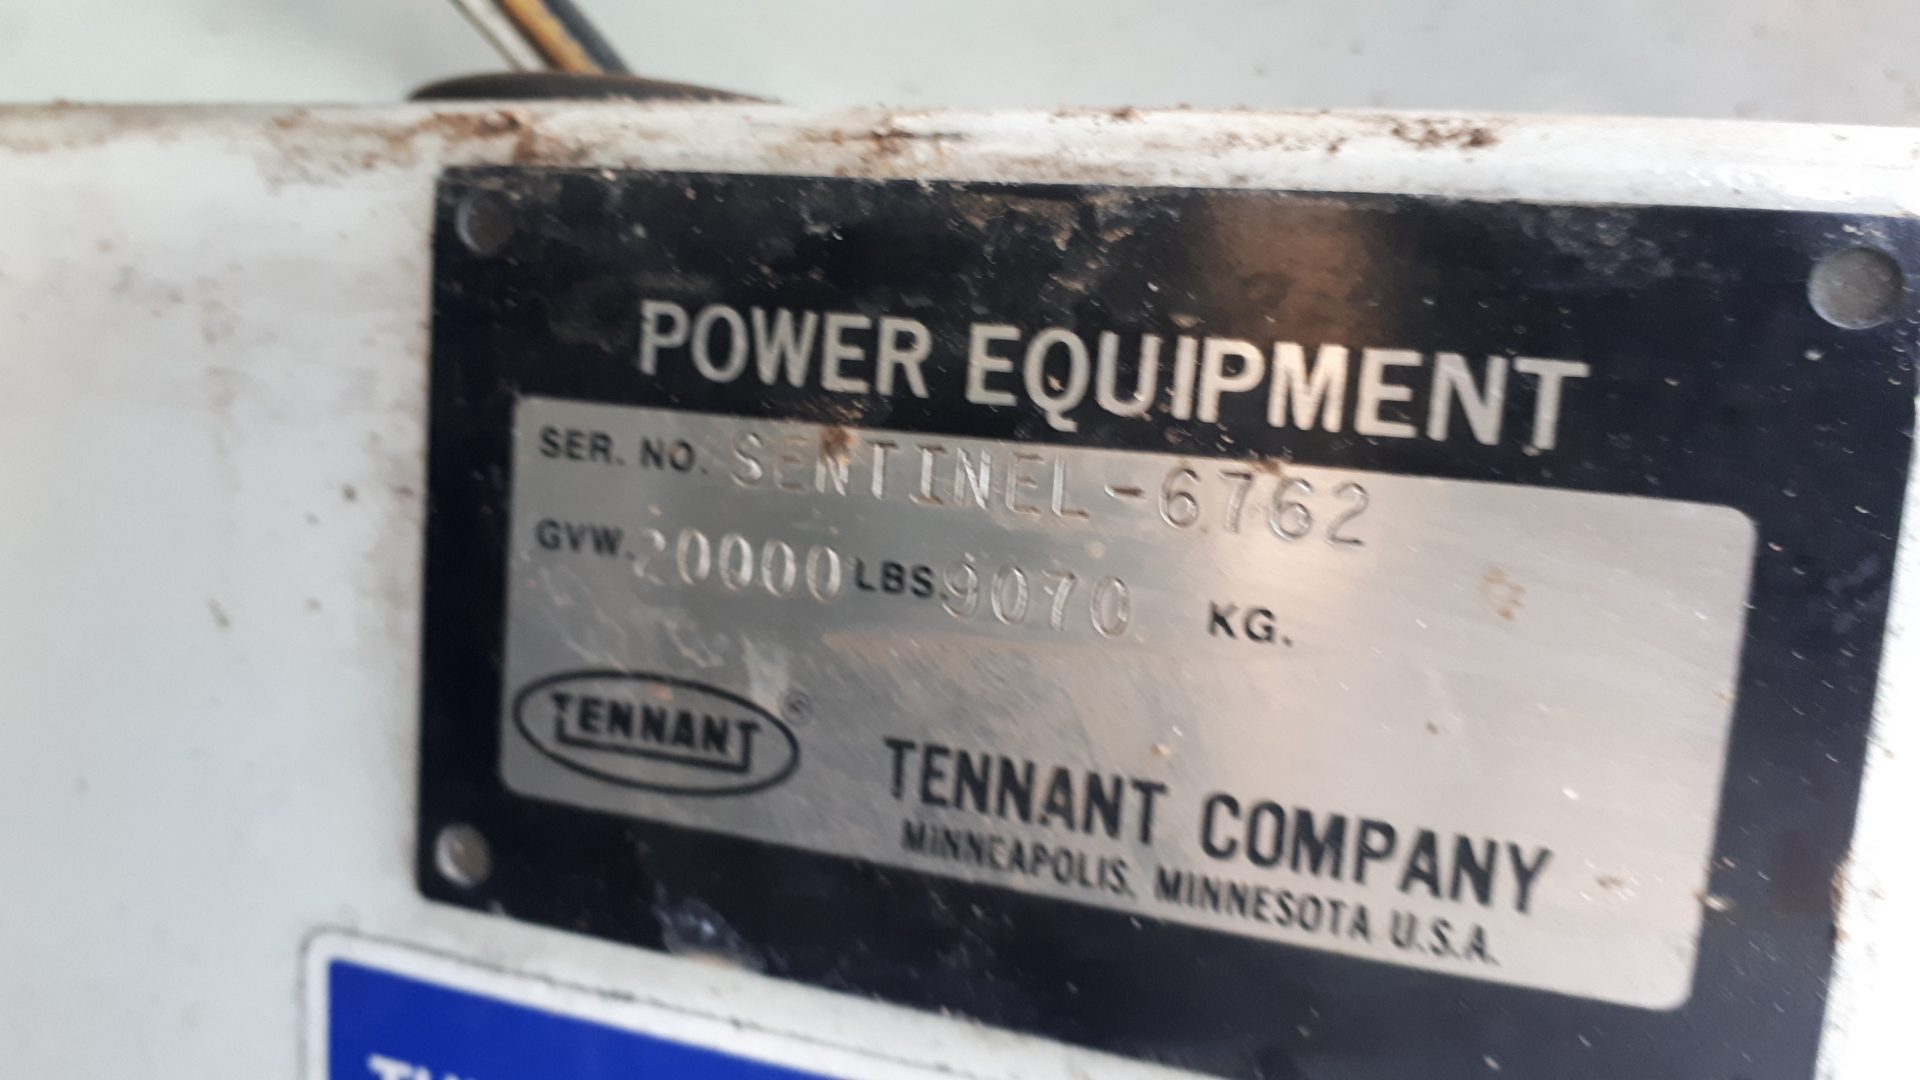 POWER EQUIPMENT
SER. NO. SENTINEL-6762
GVW. 20000 LBS. 9070 KG.
TENNANT ®
TENNANT COMPANY
MINNEAPOLIS, MINNESOTA U.S.A.